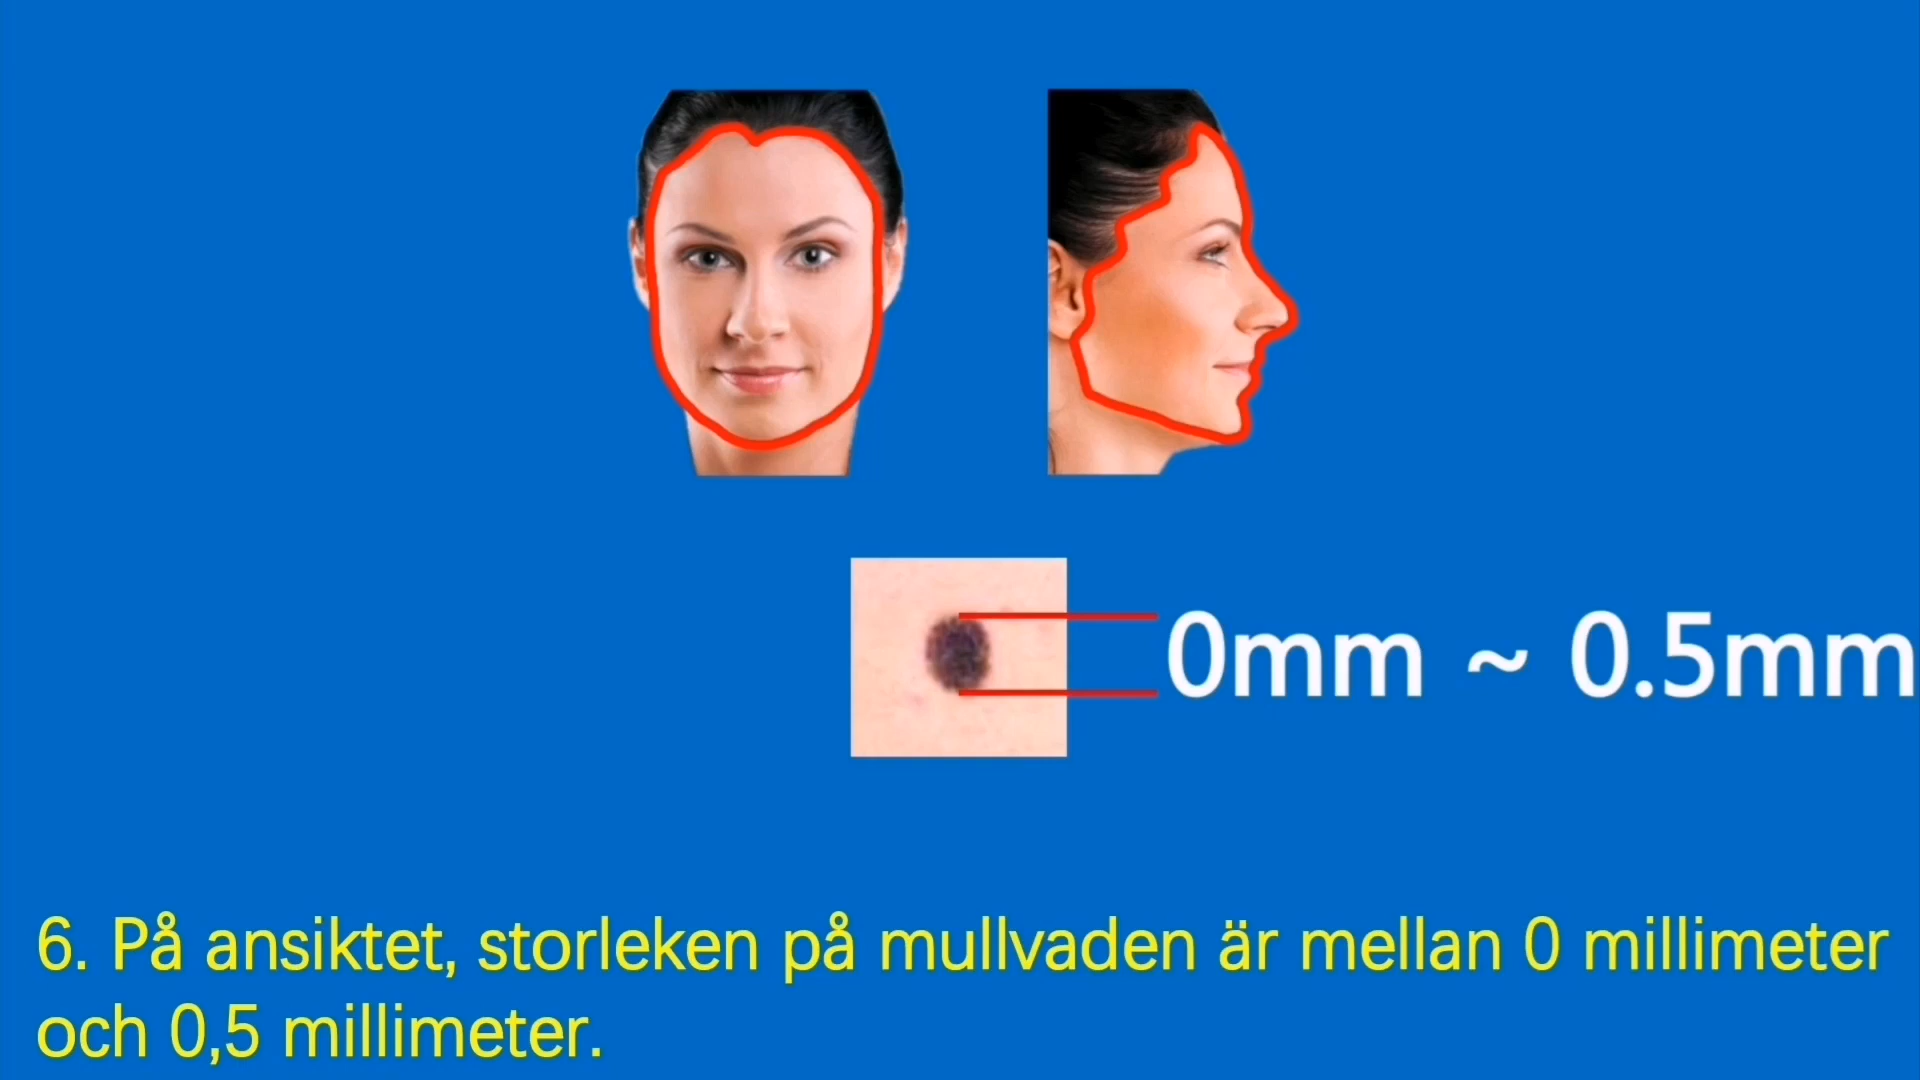 0mm ~ 0.5mm
6. På ansiktet, storleken på mullvaden är mellan 0 millimeter
och 0,5 millimeter.